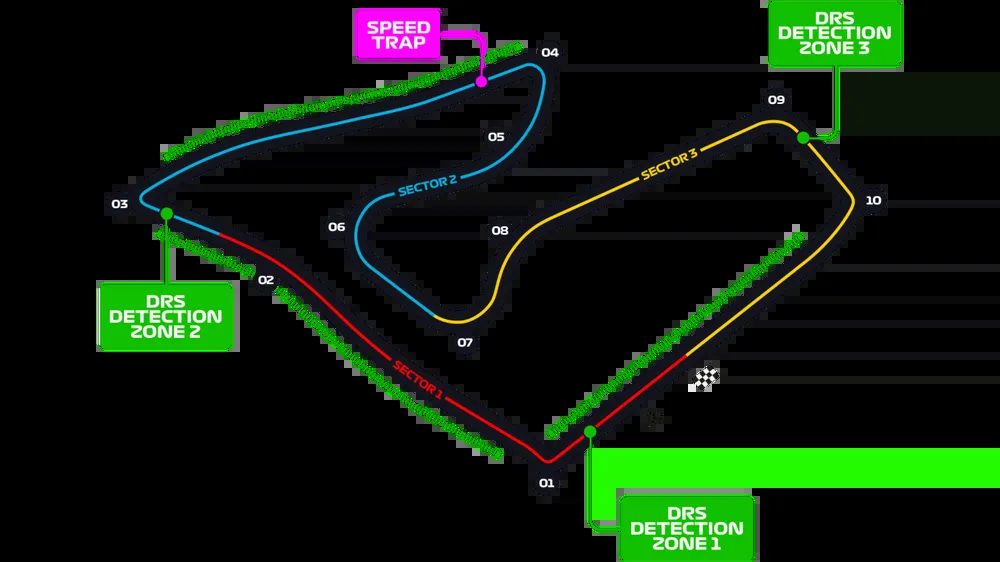 SPEED
TRAP
DRS
DETECTION
ZONE 3
04
09
05
SECTOR 3
SECTOR 2
03
10
06
08
02
DRS
DETECTION
ZONE 2
07
SECTOR 1
01
DRS
DETECTION
ZONE 1